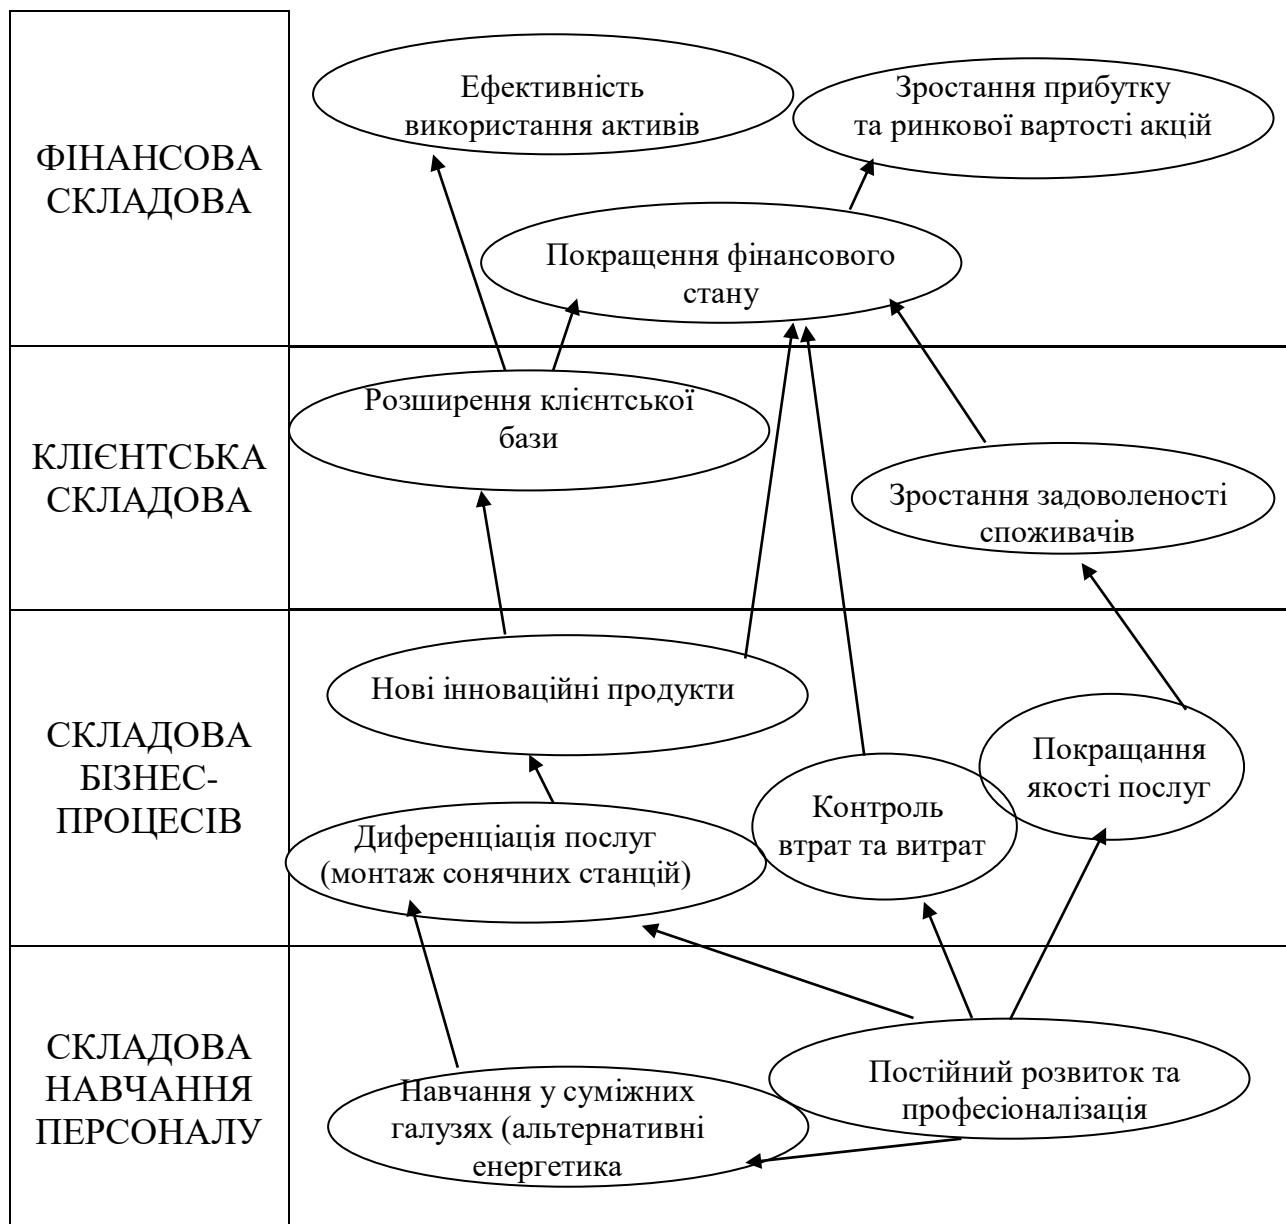 ФІНАНСОВА
СКЛАДОВА
Ефективність
використання активів
Зростання прибутку
та ринкової вартості акцій
Покращення фінансового
стану
КЛІЄНТСЬКА
СКЛАДОВА
Розширення клієнтської
бази
Зростання задоволеності
споживачів
СКЛАДОВА
БІЗНЕС-
ПРОЦЕСІВ
Нові інноваційні продукти
Покращання
якості послуг
Контроль
втрат та витрат
Диференціація послуг
(монтаж сонячних станцій)
СКЛАДОВА
НАВЧАННЯ
ПЕРСОНАЛУ
Навчання у суміжних
галузях (альтернативні
енергетика
Постійний розвиток та
професіоналізація